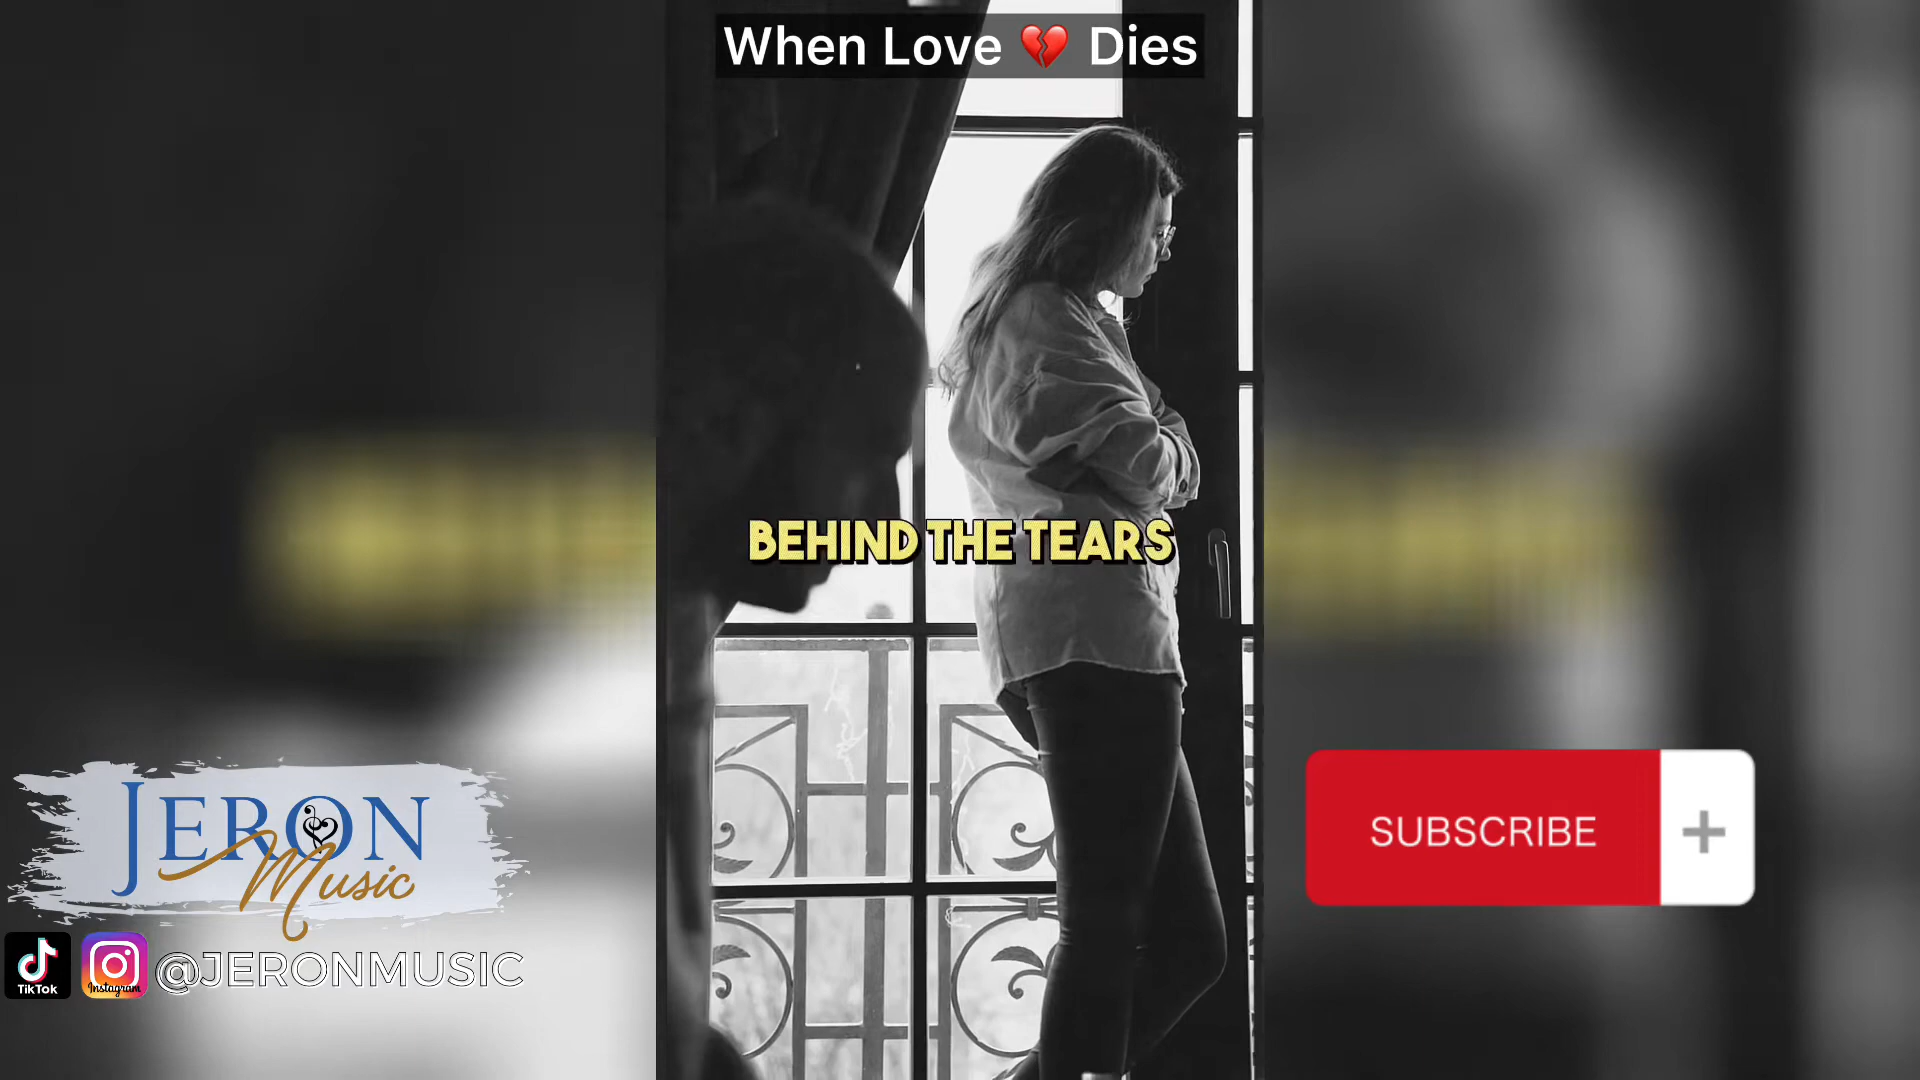 When Love 💔 Dies
BEHIND THE TEARS
JERON
Music
SUBSCRIBE +
TikTok
Instagram
@JERONMUSIC